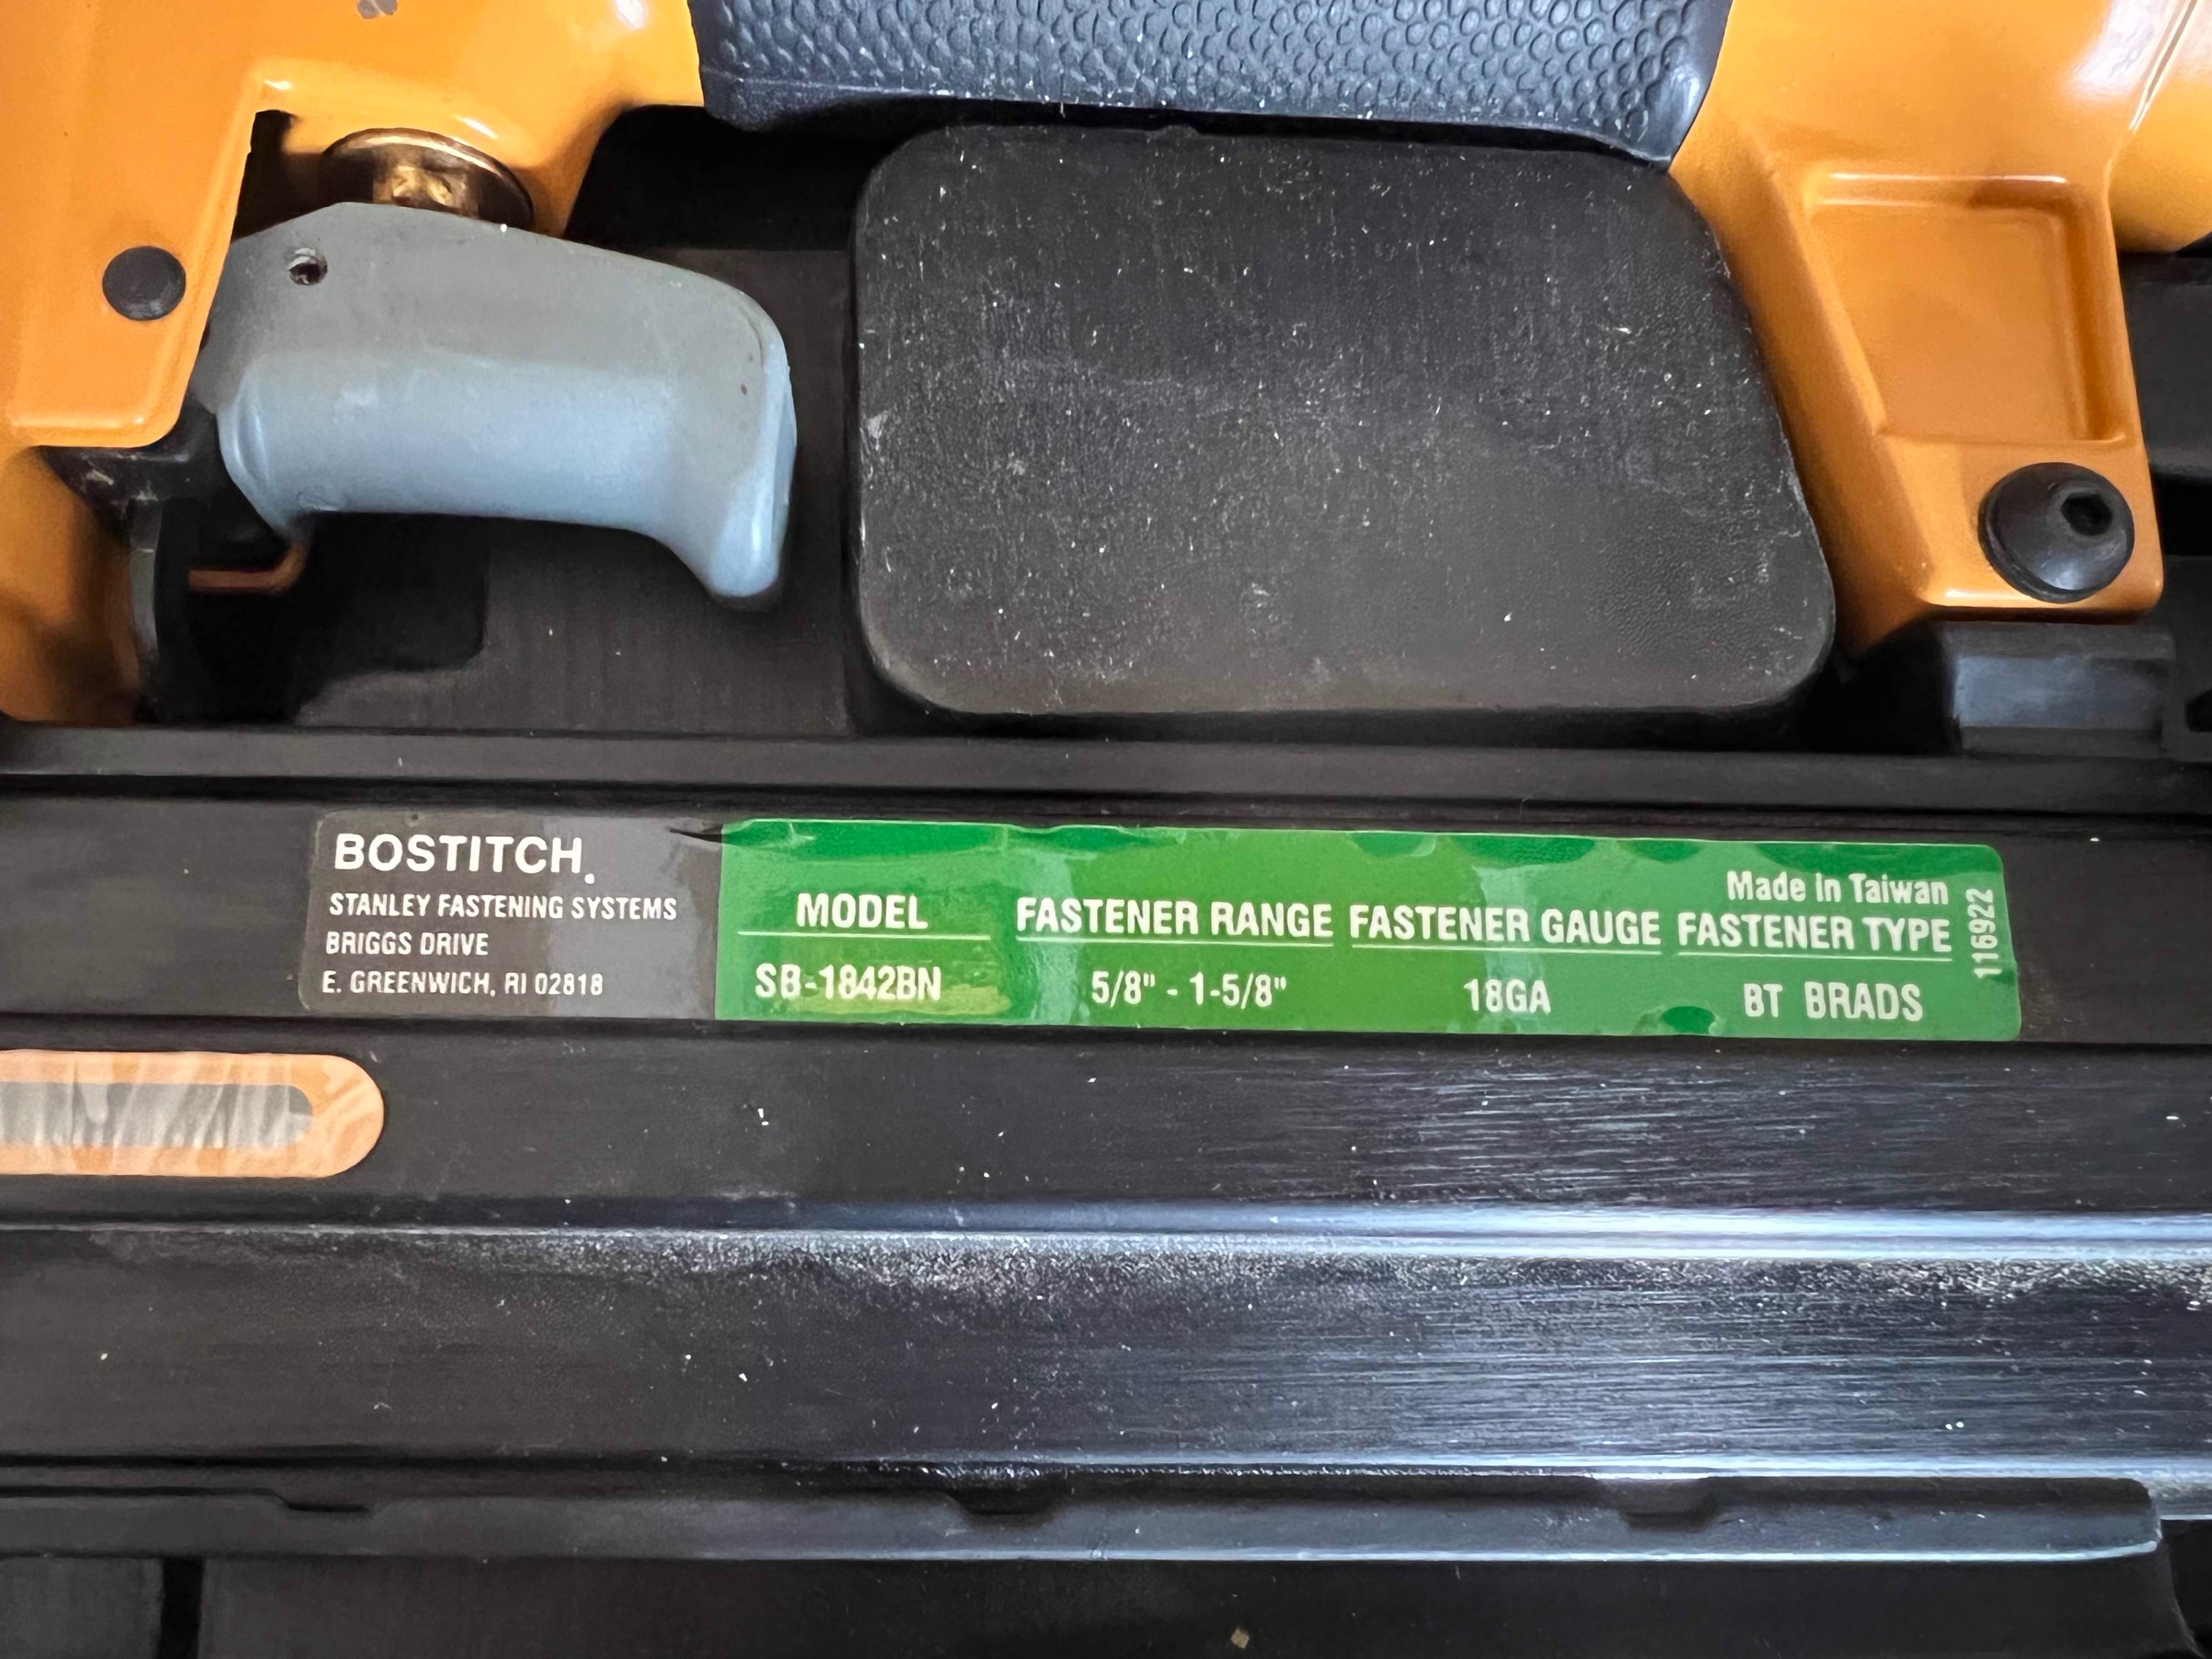 BOSTITCH.
STANLEY FASTENING SYSTEMS
BRIGGS DRIVE
E. GREENWICH, RI 02818
MODEL
SB-1842BN
FASTENER RANGE
5/8" - 1-5/8"
FASTENER GAUGE
18GA
Made In Taiwan
FASTENER TYPE
BT BRADS
116922